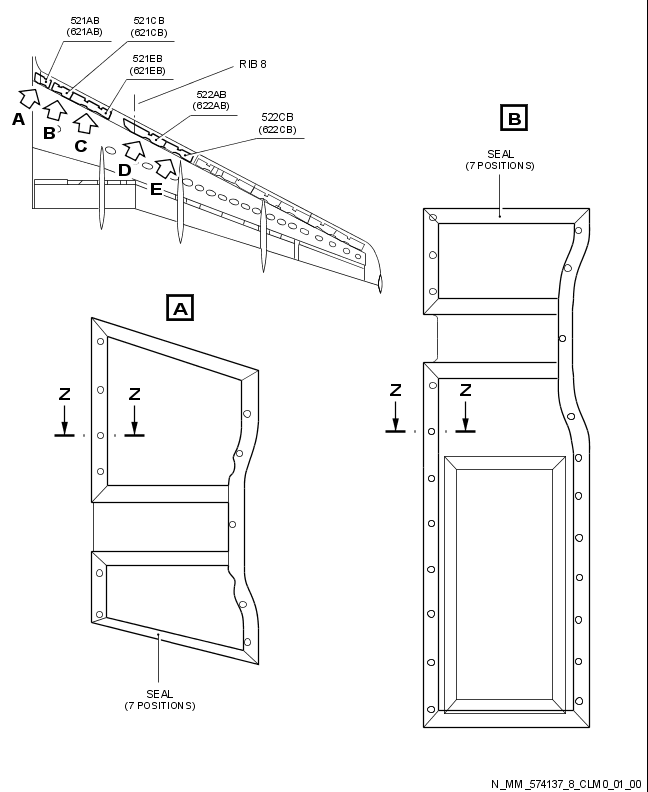 521AB
(621AB)
521CB
(621CB)
521EB
(621EB)
RIB 8
522AB
(622AB)
522CB
(622CB)
A
B
C
D
E
A
B
SEAL
(7 POSITIONS)
Z
Z
Z
Z
SEAL
(7 POSITIONS)
N_MM_574137_8_CLM0_01_00